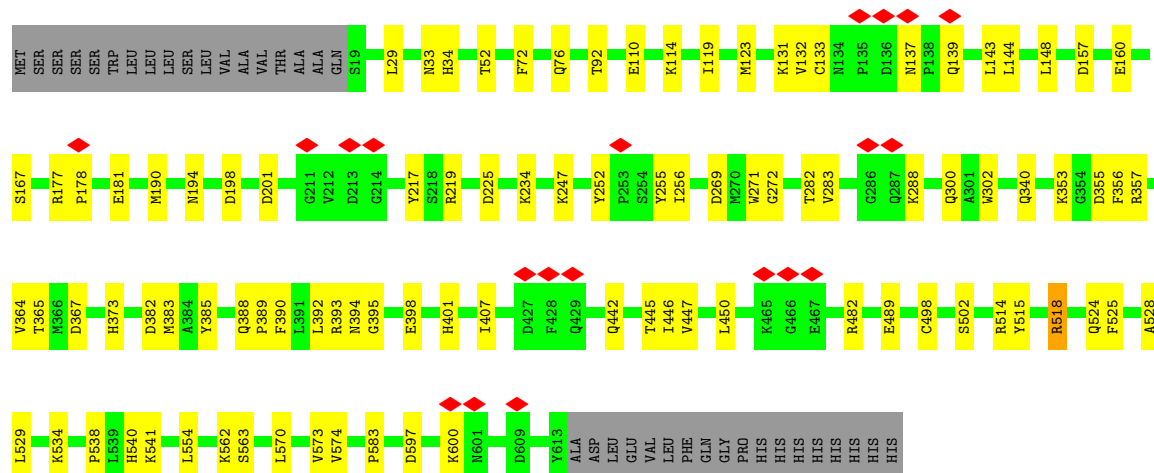 MET SER SER SER SER TRP LEU LEU LEU SER LEU VAL ALA VAL THR ALA ALA GLN S19 L29 N33 H34 T52 F72 Q76 T92 E110 K114 I119 M123 K131 V132 C133 N134 P135 D136 N137 P138 Q139 L143 L144 L148 D157 E160
S167 R177 P178 E181 M190 N194 D198 D201 G211 V212 D213 G214 Y217 S218 R219 D225 K234 K247 Y252 P253 S254 Y255 I256 D269 M270 W271 G272 T282 V283 G286 Q287 K288 Q300 A301 W302 Q340 K353 G354 D355 F356 R357
V364 T365 M366 D367 H373 D382 M383 A384 Y385 Q388 P389 F390 L391 L392 R393 N394 G395 E398 H401 I407 D427 F428 Q429 Q442 T445 I446 V447 L450 K465 G466 E467 R482 E489 C498 S502 R514 Y515 R518 Q524 F525 A528
L529 K534 P538 L539 H540 K541 L554 K562 S563 L570 V573 V574 P583 D597 K600 N601 D609 Y613 ALA ASP LEU GLU VAL LEU PHE GLN GLY PRO HIS HIS HIS HIS HIS HIS HIS HIS